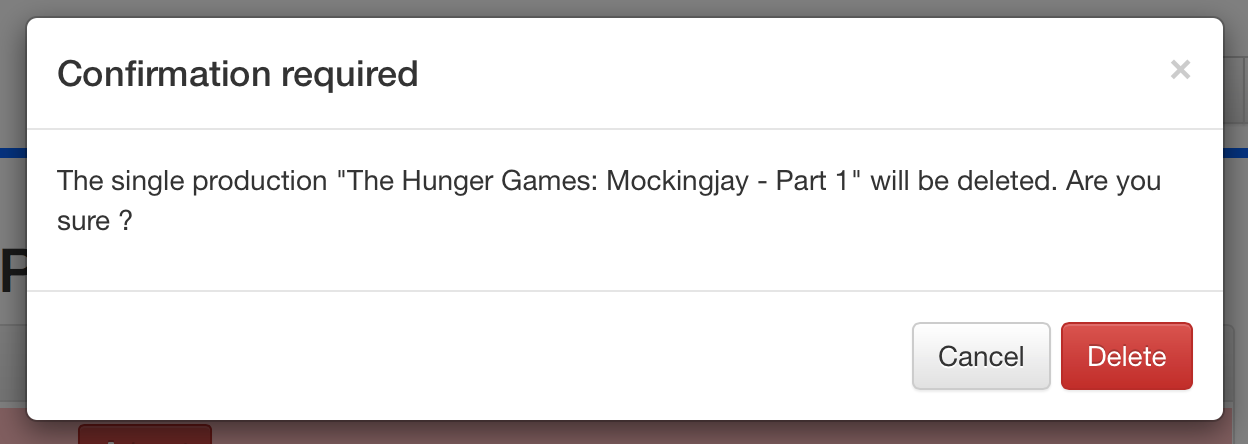 Confirmation required
×
The single production "The Hunger Games: Mockingjay - Part 1" will be deleted. Are you
sure ?
Cancel
Delete